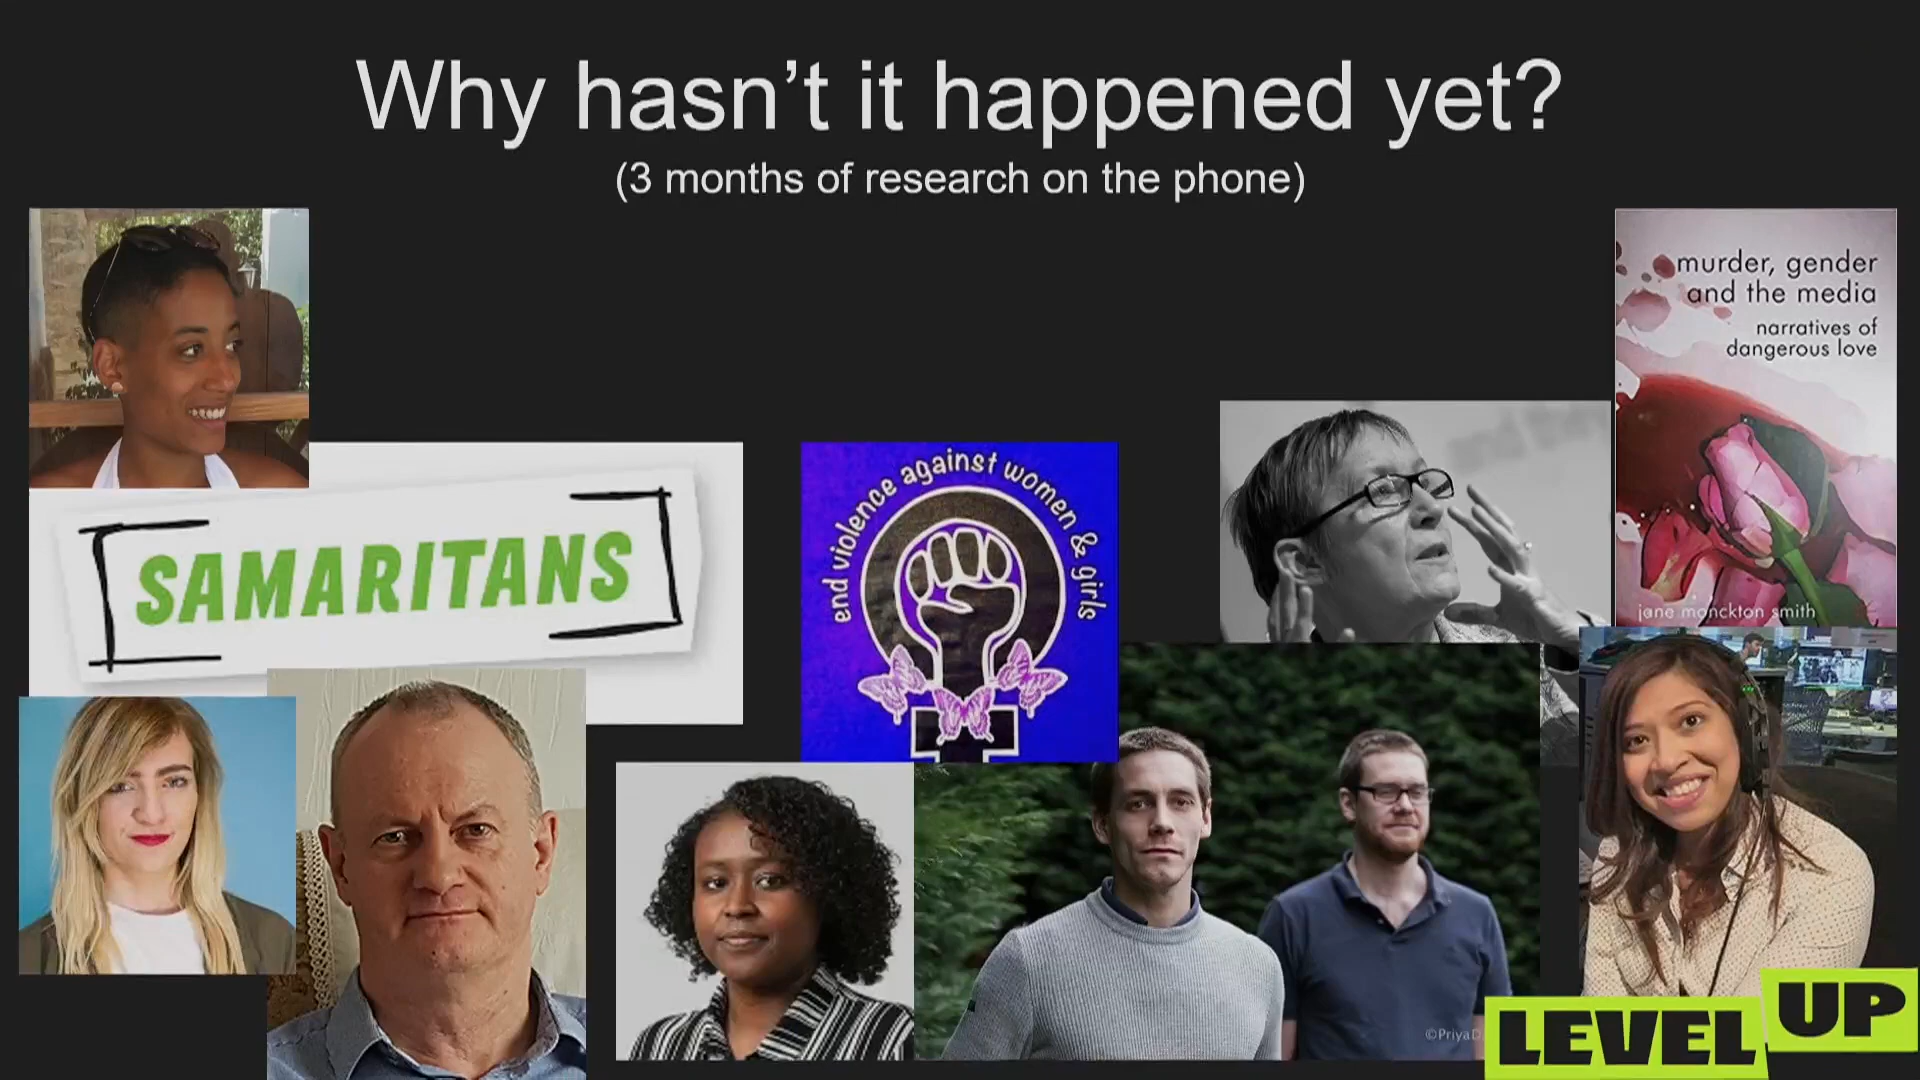 Why hasn't it happened yet?
(3 months of research on the phone)
murder, gender
and the media
narratives of
dangerous love
jane monckton smith
SAMARITANS
end violence against women & girls
©PriyaD
LEVEL UP